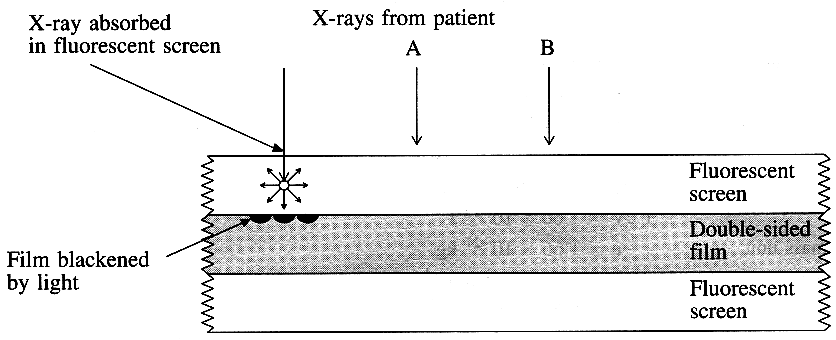 X-ray absorbed
in fluorescent screen
X-rays from patient
A
B
Fluorescent
screen
Double-sided
film
Film blackened
by light
Fluorescent
screen